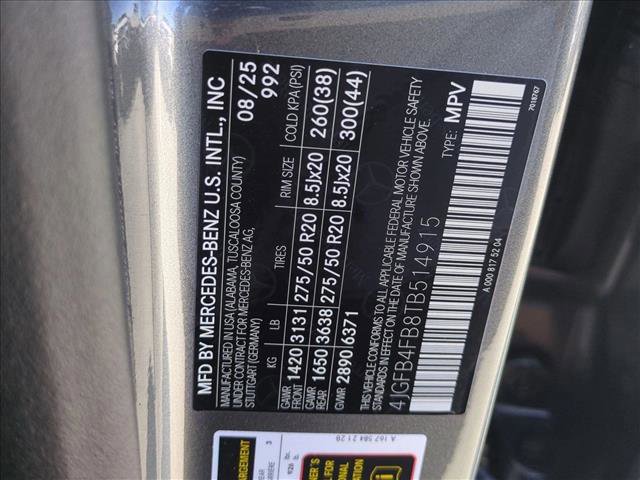 MFD BY MERCEDES-BENZ U.S. INTL., INC
MANUFACTURED IN USA (ALABAMA, TUSCALOOSA COUNTY)
UNDER CONTRACT FOR MERCEDES-BENZ AG,
STUTTGART (GERMANY)
08/25
992
KG LB TIRES RIM SIZE COLD KPA (PSI)
GAWR FRONT 1420 3131 275/50 R20 8.5Jx20 260(38)
GAWR REAR 1650 3638 275/50 R20 8.5Jx20 300(44)
GVWR 2890 6371
CONFORMS TO ALL APPLICABLE FEDERAL MOTOR VEHICLE SAFETY
STANDARDS IN EFFECT ON DATE OF MANUFACTURE SHOWN ABOVE.
4JGFB4FB8TB514915 TYPE: MPV
A 000 817 52 04
7018767
A 167 584 21 20